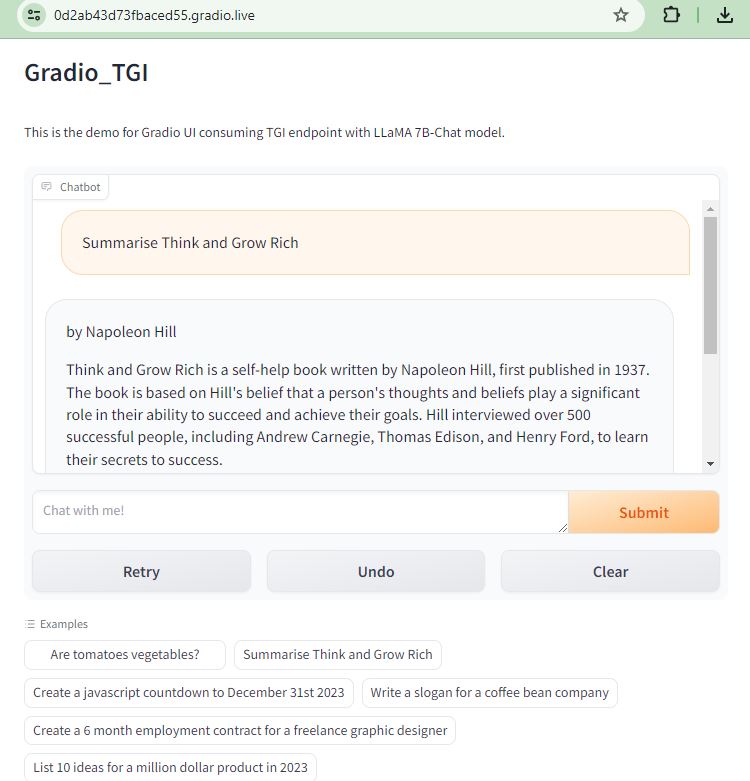 0d2ab43d73fbaced55.gradio.live
Gradio_TGI
This is the demo for Gradio UI consuming TGI endpoint with LLaMA 7B-Chat model.
Chatbot
Summarise Think and Grow Rich
by Napoleon Hill
Think and Grow Rich is a self-help book written by Napoleon Hill, first published in 1937.
The book is based on Hill's belief that a person's thoughts and beliefs play a significant
role in their ability to succeed and achieve their goals. Hill interviewed over 500
successful people, including Andrew Carnegie, Thomas Edison, and Henry Ford, to learn
their secrets to success.
Chat with me!
Submit
Retry
Undo
Clear
Examples
Are tomatoes vegetables?
Summarise Think and Grow Rich
Create a javascript countdown to December 31st 2023
Write a slogan for a coffee bean company
Create a 6 month employment contract for a freelance graphic designer
List 10 ideas for a million dollar product in 2023